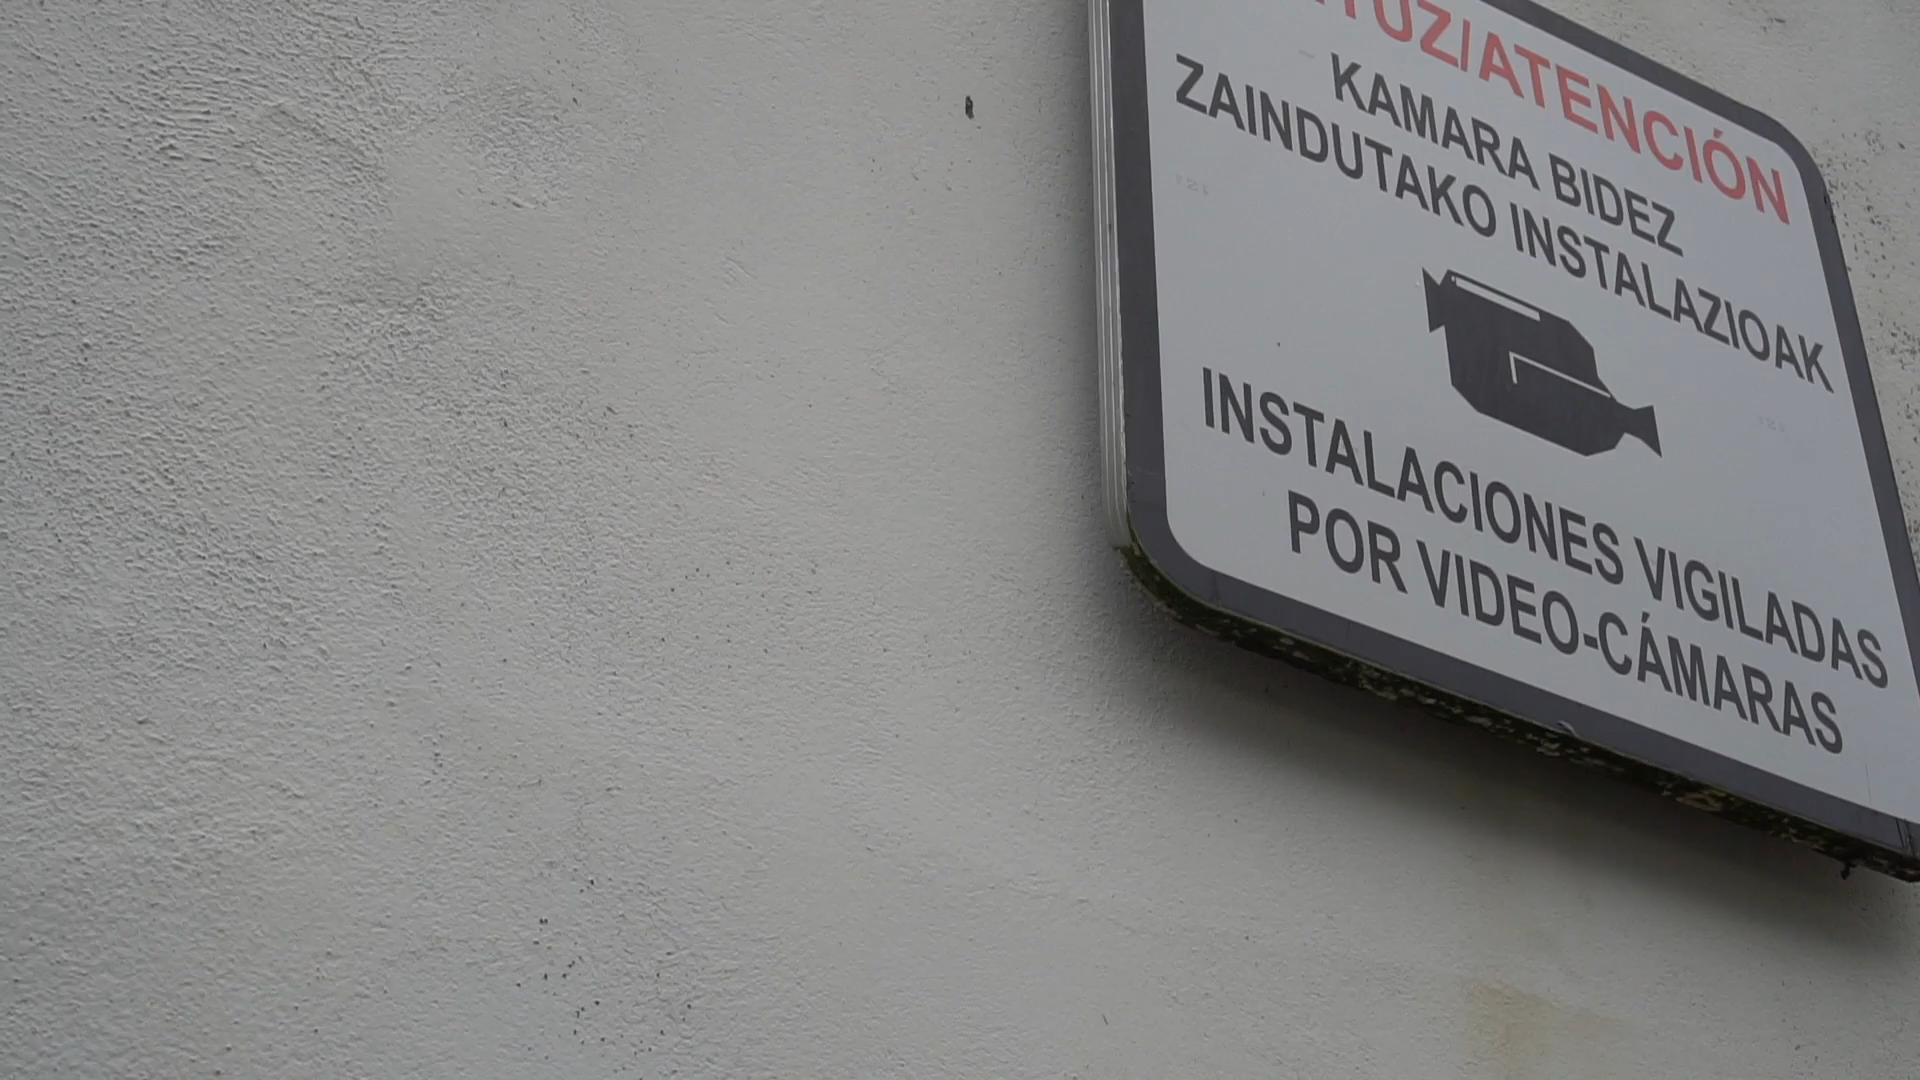 ATENCIÓN
KAMARA BIDEZ
ZAINDUTAKO INSTALAZIOAK
INSTALACIONES VIGILADAS
POR VIDEO-CÁMARAS